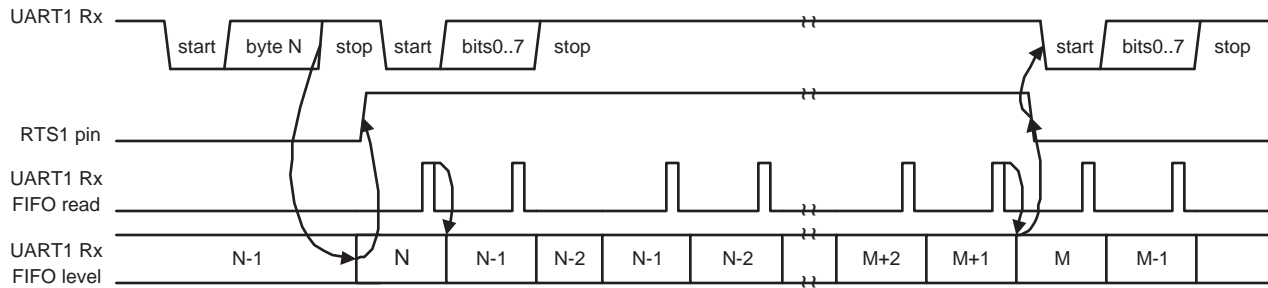 UART1 Rx
start byte N stop start bits0..7 stop start bits0..7 stop
RTS1 pin
UART1 Rx
FIFO read
UART1 Rx
FIFO level
N-1 N N-1 N-2 N-1 N-2 M+2 M+1 M M-1